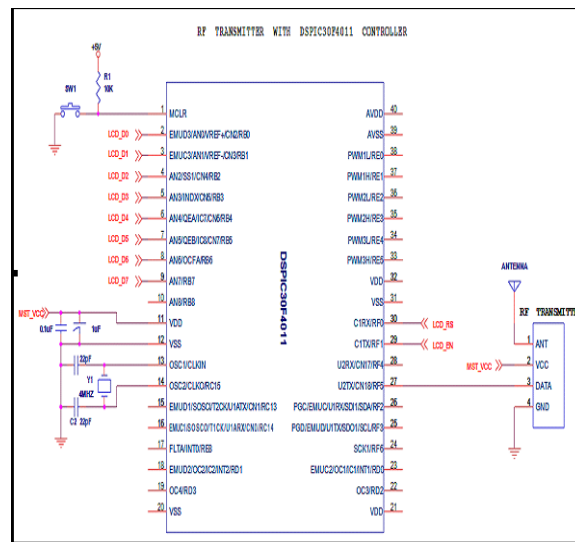 RF TRANSMITTER WITH DSPIC30F4011 CONTROLLER
+5V
R1
10K
SW1
1 MCLR
LCD_D0 2 EMUD3/AN0/VREF+/CN2/RB0
LCD_D1 3 EMUC3/AN1/VREF-/CN3/RB1
LCD_D2 4 AN2/SS1/CN4/RB2
LCD_D3 5 AN3/INDX/CN5/RB3
LCD_D4 6 AN4/QEA/IC7/CN6/RB4
LCD_D5 7 AN5/QEB/IC8/CN7/RB5
LCD_D6 8 AN6/OCFA/RB6
LCD_D7 9 AN7/RB7
10 AN8/RB8
MST_VCC 11 VDD
0.1uF 1uF
12 VSS
22pF 13 OSC1/CLKIN
Y1
4MHZ
14 OSC2/CLKO/RC15
C2 22pF
15 EMUD1/SOSCI/T2CK/U1ATX/CN1/RC13
16 EMUC1/SOSCO/T1CK/U1ARX/CN0/RC14
17 FLTA/INT0/RE8
18 EMUD2/OC2/IC2/INT2/RD1
19 OC4/RD3
20 VSS
DSPIC30F4011
AVDD 40
AVSS 39
PWM1L/RE0 38
PWM1H/RE1 37
PWM2L/RE2 36
PWM2H/RE3 35
PWM3L/RE4 34
PWM3H/RE5 33
VDD 32
VSS 31
C1RX/RF0 30 LCD_RS
C1TX/RF1 29 LCD_EN
U2RX/CN17/RF4 28
U2TX/CN18/RF5 27
PGC/EMUC/U1RX/SDI1/SDA/RF2 26
PGD/EMUD/U1TX/SDO1/SCL/RF3 25
SCK1/RF6 24
EMUC2/OC1/IC1/INT1/RD0 23
OC3/RD2 22
VDD 21
ANTENNA
RF TRANSMIT
1 ANT
MST_VCC 2 VCC
3 DATA
4 GND